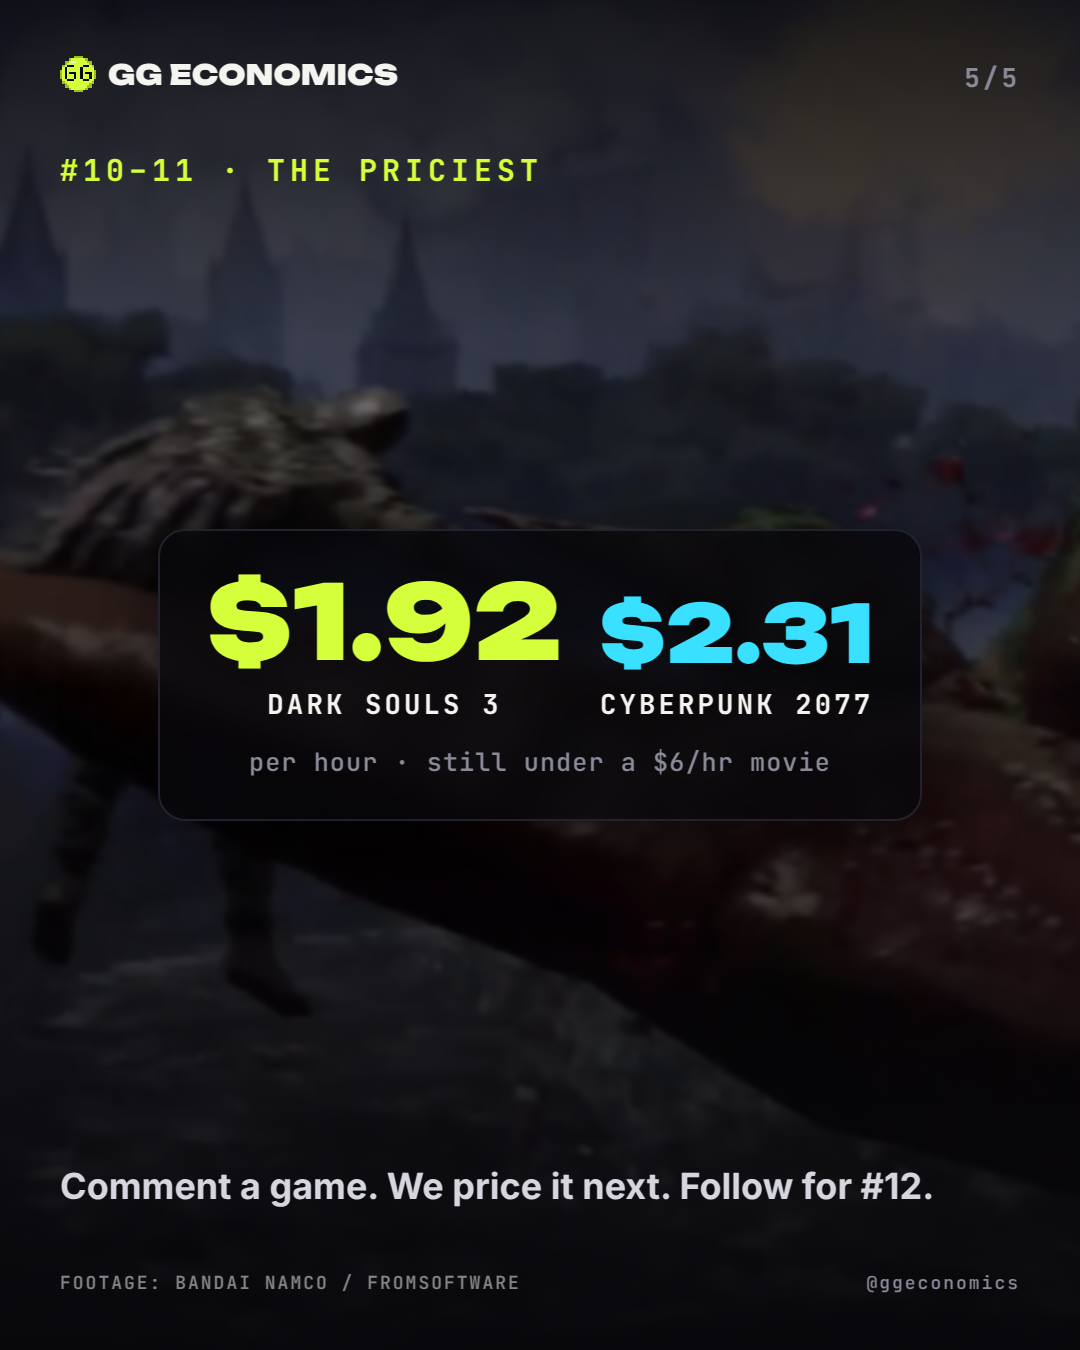 GG GG ECONOMICS
5/5
#10–11 · THE PRICIEST
$1.92 $2.31
DARK SOULS 3 CYBERPUNK 2077
per hour · still under a $6/hr movie
Comment a game. We price it next. Follow for #12.
FOOTAGE: BANDAI NAMCO / FROMSOFTWARE
@ggeconomics